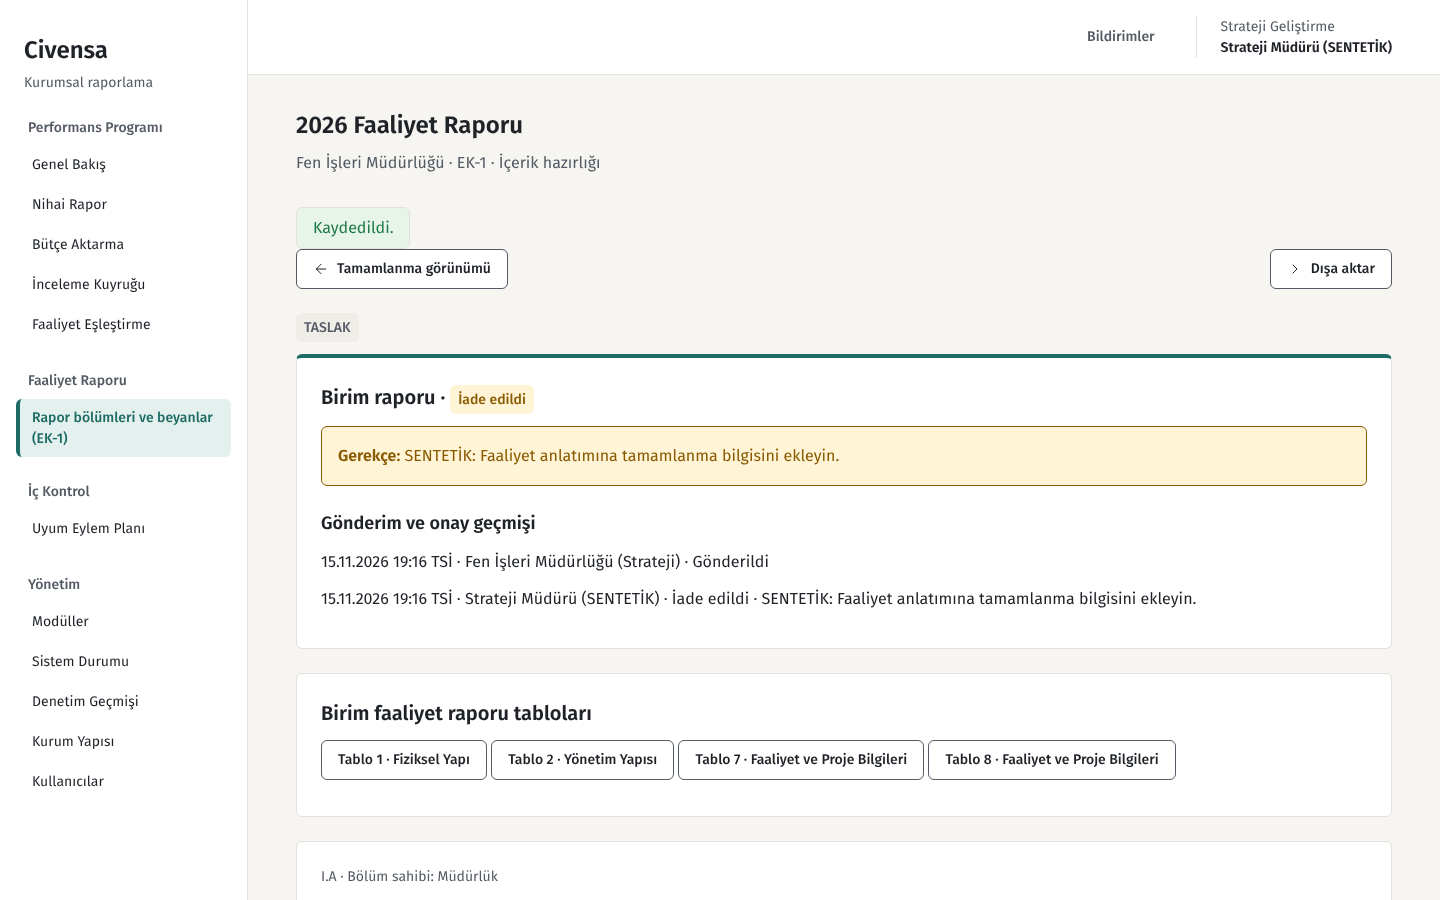 Civensa
Kurumsal raporlama
Performans Programı
Genel Bakış
Nihai Rapor
Bütçe Aktarma
İnceleme Kuyruğu
Faaliyet Eşleştirme
Faaliyet Raporu
Rapor bölümleri ve beyanlar
(EK-1)
İç Kontrol
Uyum Eylem Planı
Yönetim
Modüller
Sistem Durumu
Denetim Geçmişi
Kurum Yapısı
Kullanıcılar
Bildirimler
Strateji Geliştirme
Strateji Müdürü (SENTETİK)
2026 Faaliyet Raporu
Fen İşleri Müdürlüğü · EK-1 · İçerik hazırlığı
Kaydedildi.
Tamamlanma görünümü
Dışa aktar
TASLAK
Birim raporu · İade edildi
Gerekçe: SENTETİK: Faaliyet anlatımına tamamlanma bilgisini ekleyin.
Gönderim ve onay geçmişi
15.11.2026 19:16 TSİ · Fen İşleri Müdürlüğü (Strateji) · Gönderildi
15.11.2026 19:16 TSİ · Strateji Müdürü (SENTETİK) · İade edildi · SENTETİK: Faaliyet anlatımına tamamlanma bilgisini ekleyin.
Birim faaliyet raporu tabloları
Tablo 1 · Fiziksel Yapı
Tablo 2 · Yönetim Yapısı
Tablo 7 · Faaliyet ve Proje Bilgileri
Tablo 8 · Faaliyet ve Proje Bilgileri
I.A · Bölüm sahibi: Müdürlük